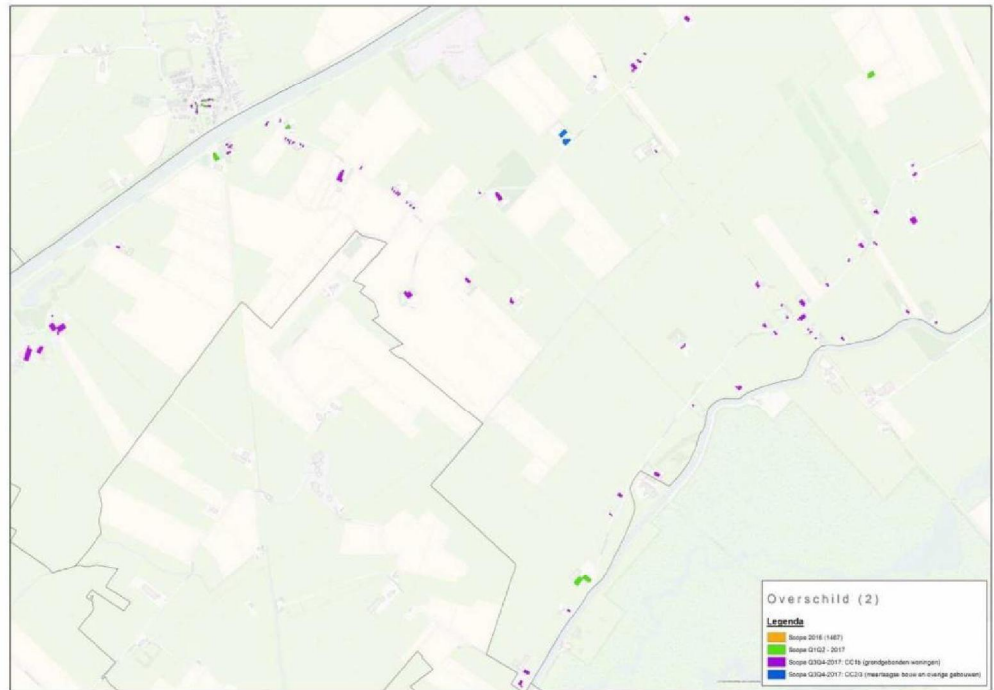 Overschild (2)
Legenda
Scope 2016 (1467)
Scope Q1Q2 - 2017
Scope Q3Q4-2017: CC1b (grondgebonden woningen)
Scope Q3Q4-2017: CC2/3 (meerlaagse bouw en overige gebouwen)